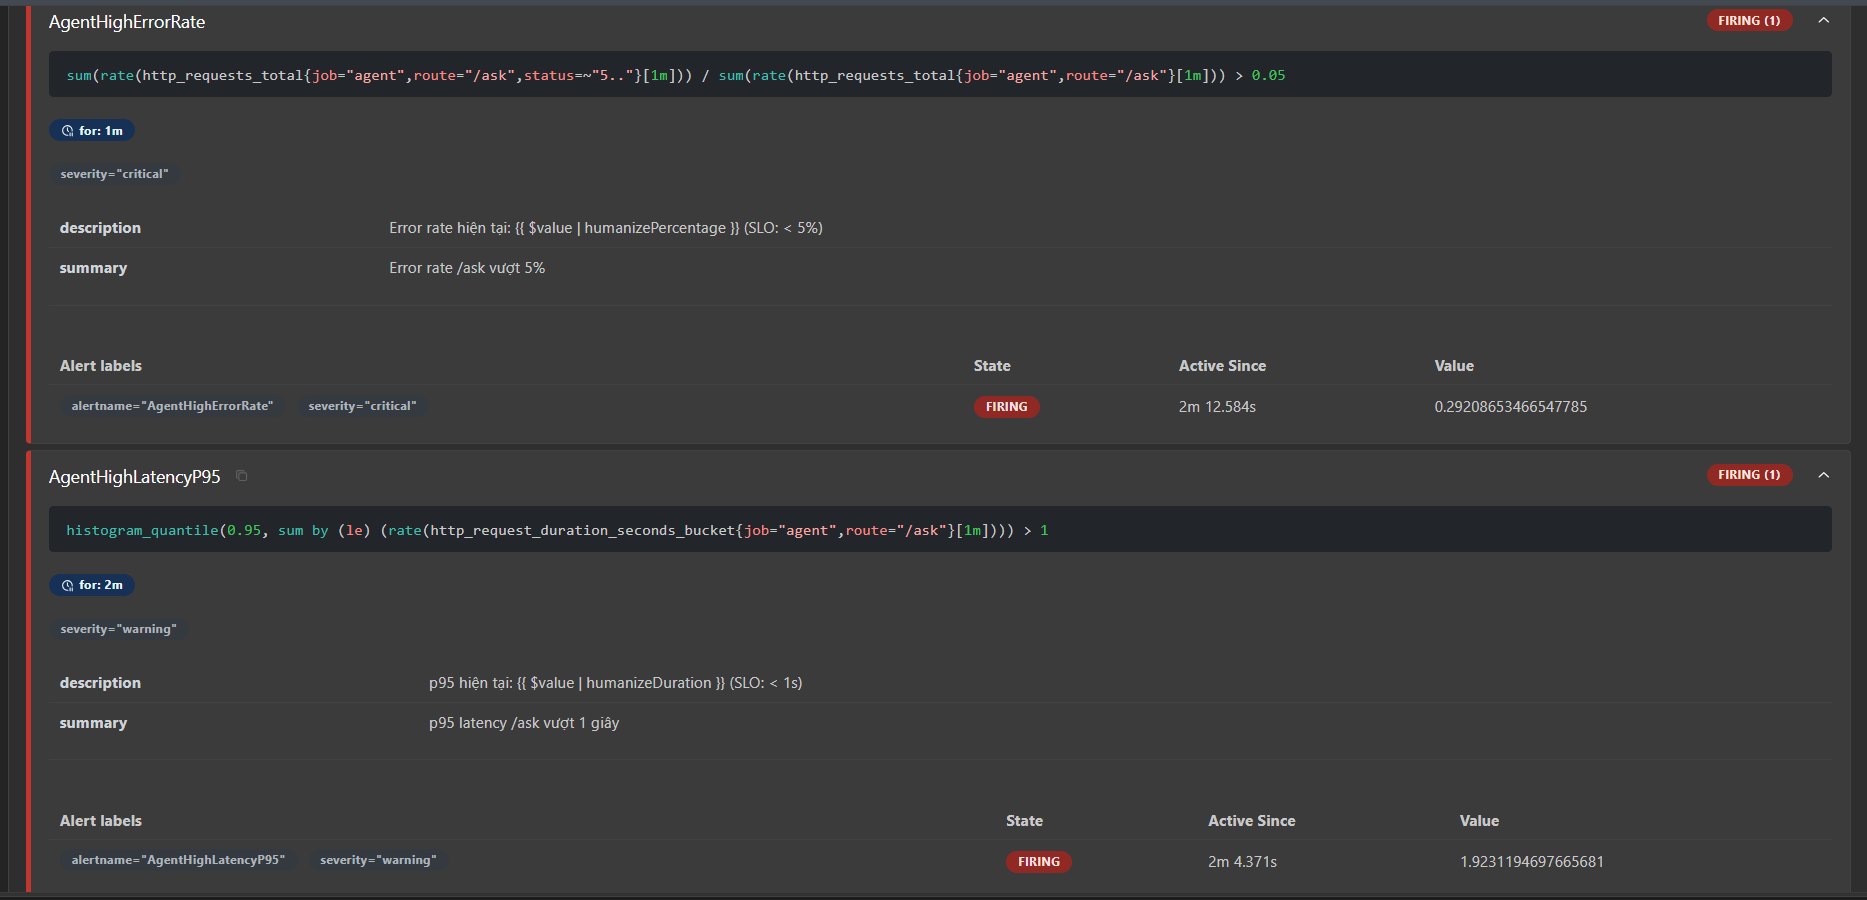 AgentHighErrorRate FIRING (1)
sum(rate(http_requests_total{job="agent",route="/ask",status=~"5.."}[1m])) / sum(rate(http_requests_total{job="agent",route="/ask"}[1m])) > 0.05
for: 1m
severity="critical"
description Error rate hiện tại: {{ $value | humanizePercentage }} (SLO: < 5%)
summary Error rate /ask vượt 5%
Alert labels State Active Since Value
alertname="AgentHighErrorRate" severity="critical" FIRING 2m 12.584s 0.29208653466547785
AgentHighLatencyP95 FIRING (1)
histogram_quantile(0.95, sum by (le) (rate(http_request_duration_seconds_bucket{job="agent",route="/ask"}[1m]))) > 1
for: 2m
severity="warning"
description p95 hiện tại: {{ $value | humanizeDuration }} (SLO: < 1s)
summary p95 latency /ask vượt 1 giây
Alert labels State Active Since Value
alertname="AgentHighLatencyP95" severity="warning" FIRING 2m 4.371s 1.9231194697665681